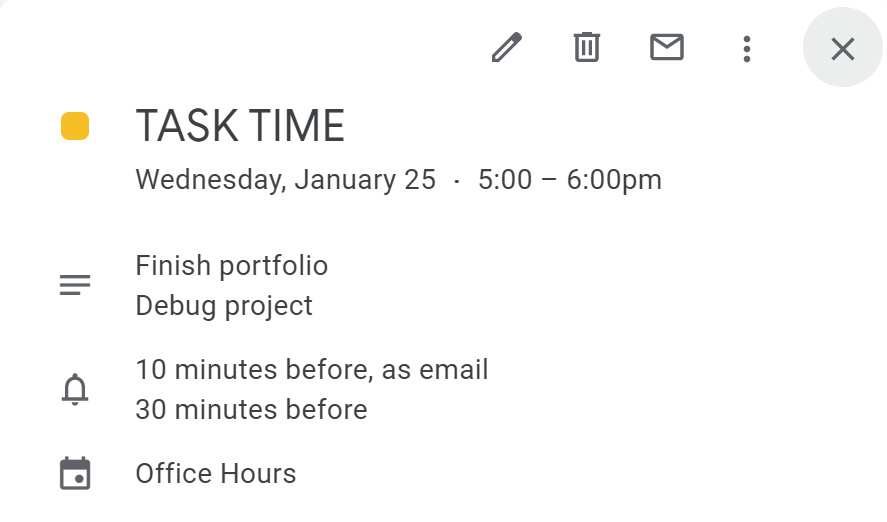 TASK TIME
Wednesday, January 25 · 5:00 – 6:00pm
Finish portfolio
Debug project
10 minutes before, as email
30 minutes before
Office Hours